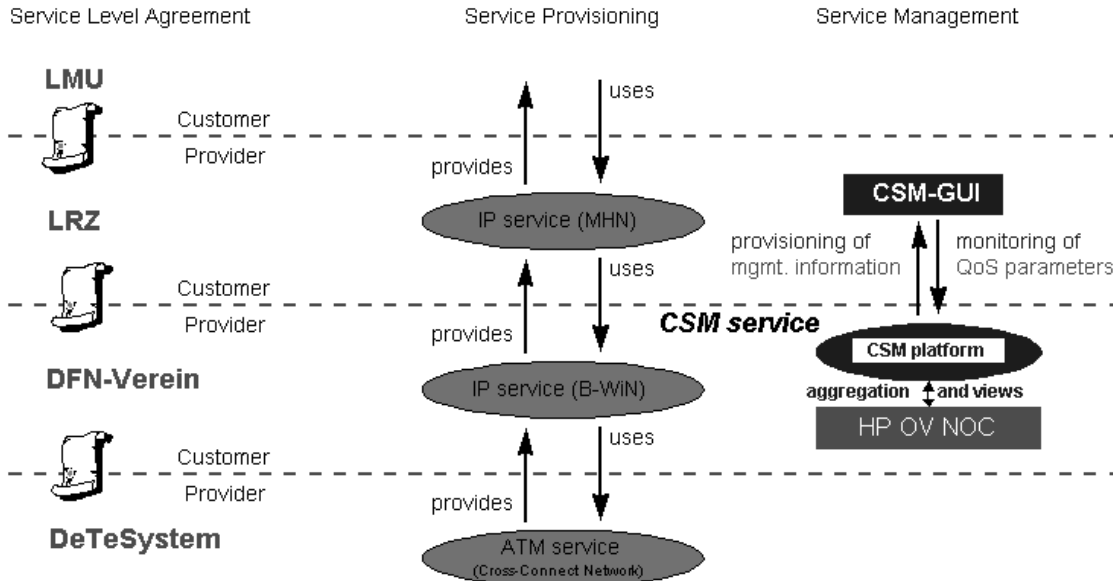 Service Level Agreement
Service Provisioning
Service Management
LMU
uses
Customer
Provider
provides
CSM-GUI
LRZ
IP service (MHN)
provisioning of
mgmt. information
monitoring of
QoS parameters
uses
Customer
Provider
provides
CSM service
CSM platform
DFN-Verein
IP service (B-WiN)
aggregation
and views
HP OV NOC
uses
Customer
Provider
provides
DeTeSystem
ATM service
(Cross-Connect Network)